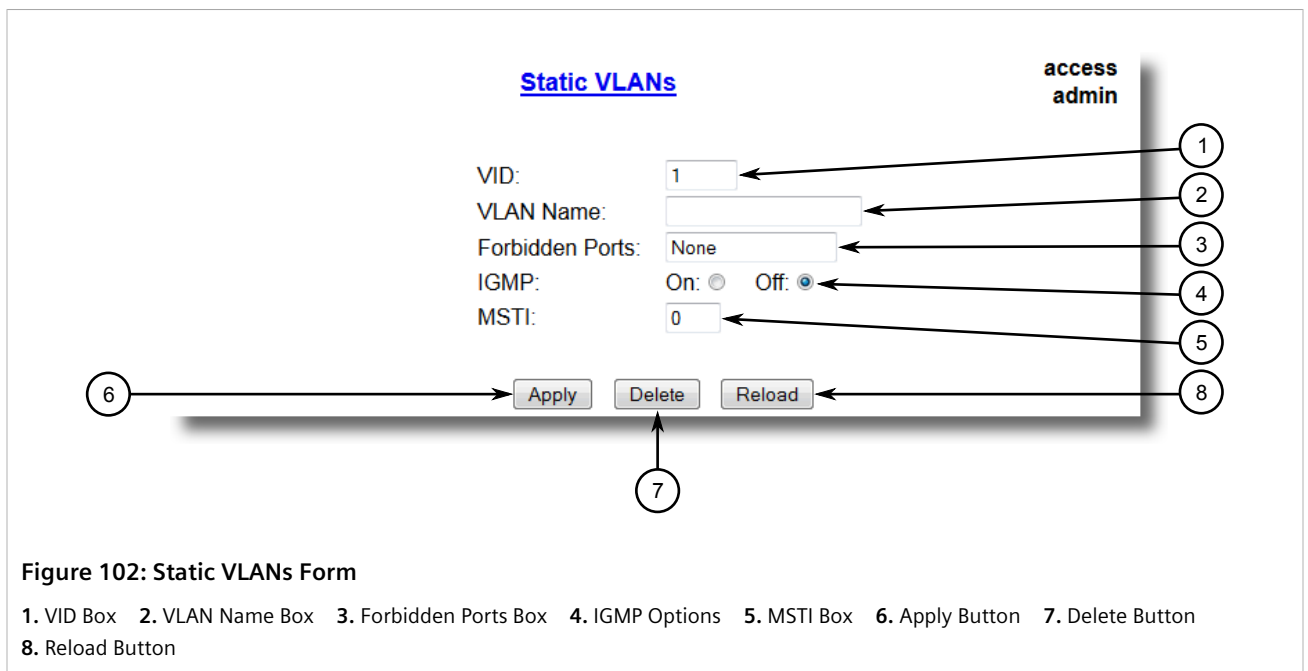 Static VLANs
access
admin
1
VID: 1
2
VLAN Name:
Forbidden Ports: None
3
IGMP: On: Off:
4
MSTI: 0
5
6
Apply Delete Reload
8
7
Figure 102: Static VLANs Form
1. VID Box 2. VLAN Name Box 3. Forbidden Ports Box 4. IGMP Options 5. MSTI Box 6. Apply Button 7. Delete Button
8. Reload Button